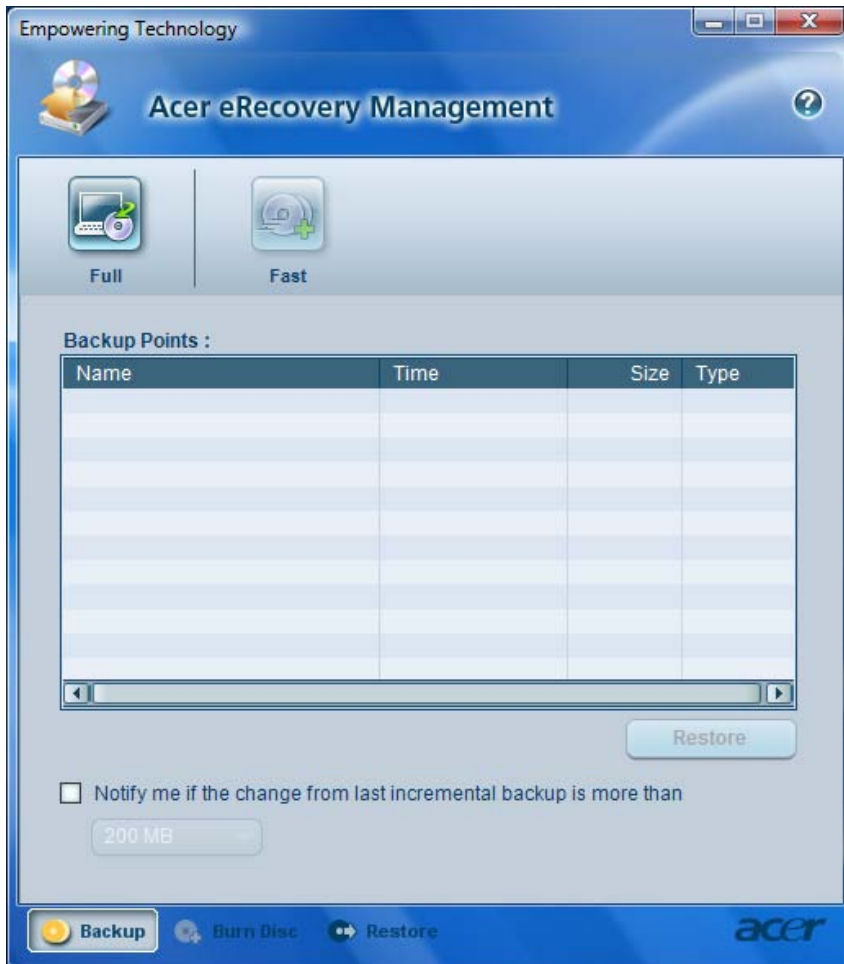 Empowering Technology
Acer eRecovery Management
?
Full Fast
Backup Points :
Name Time Size Type
Restore
Notify me if the change from last incremental backup is more than
200 MB
Backup Burn Disc Restore acer